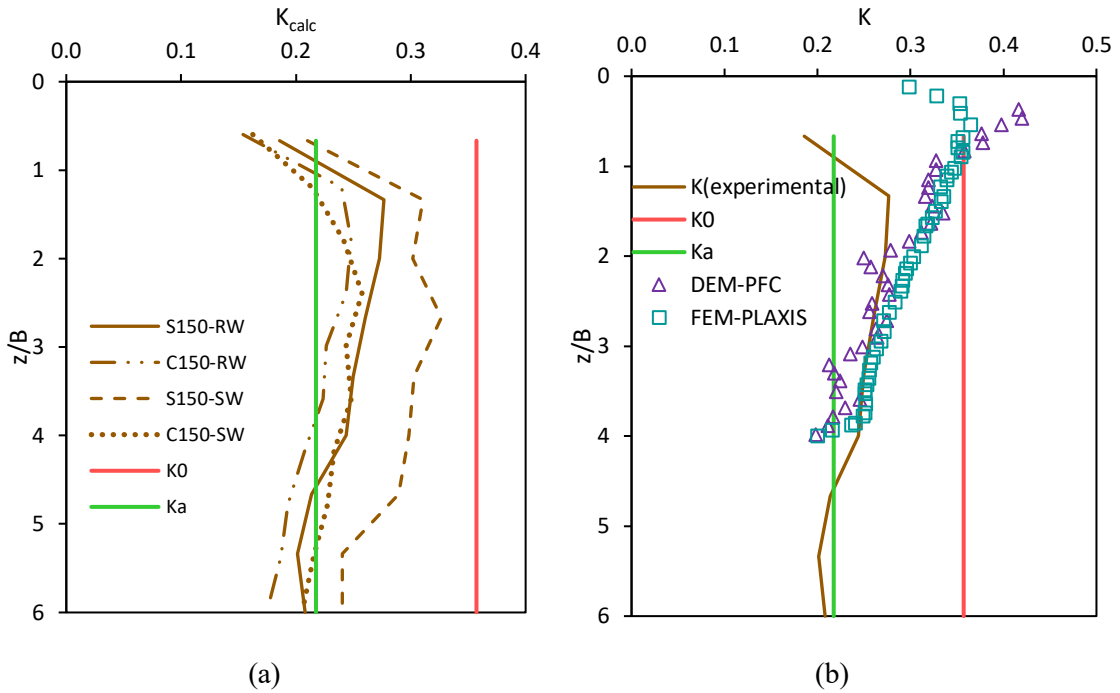 K_calc
0.0 0.1 0.2 0.3 0.4
0
1
2
3
4
5
6
z/B
S150-RW
C150-RW
S150-SW
C150-SW
K0
Ka
(a)
K
0.0 0.1 0.2 0.3 0.4 0.5
0
1
2
3
4
5
6
z/B
K(experimental)
K0
Ka
DEM-PFC
FEM-PLAXIS
(b)